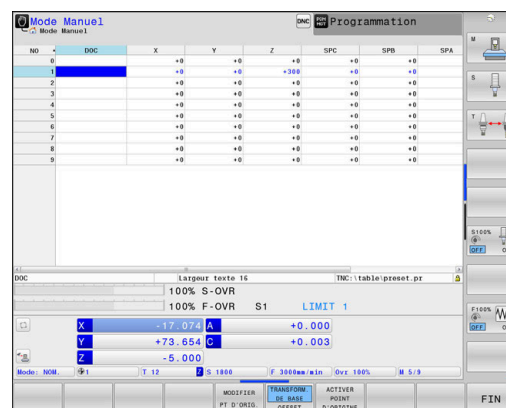 Mode Manuel
Mode Manuel
DNC
Programmation
NO DOC X Y Z SPC SPB SPA
0 +0 +0 +0 +0 +0
1 +0 +0 +300 +0 +0
2 +0 +0 +0 +0 +0
3 +0 +0 +0 +0 +0
4 +0 +0 +0 +0 +0
5 +0 +0 +0 +0 +0
6 +0 +0 +0 +0 +0
7 +0 +0 +0 +0 +0
8 +0 +0 +0 +0 +0
9 +0 +0 +0 +0 +0
M
S
T
DOC Largeur texte 16 TNC:\table\preset.pr
100% S-OVR
100% F-OVR S1 LIMIT 1
S100%
OFF
F100%
OFF
X -17.074 A +0.000
Y +73.654 C +0.003
Z -5.000
Mode: NOM. 1 T 12 Z S 1800 F 3000mm/min Ovr 100% M 5/9
MODIFIER PT D'ORIG.
TRANSFORM. DE BASE OFFSET
ACTIVER POINT D'ORIGINE
FIN